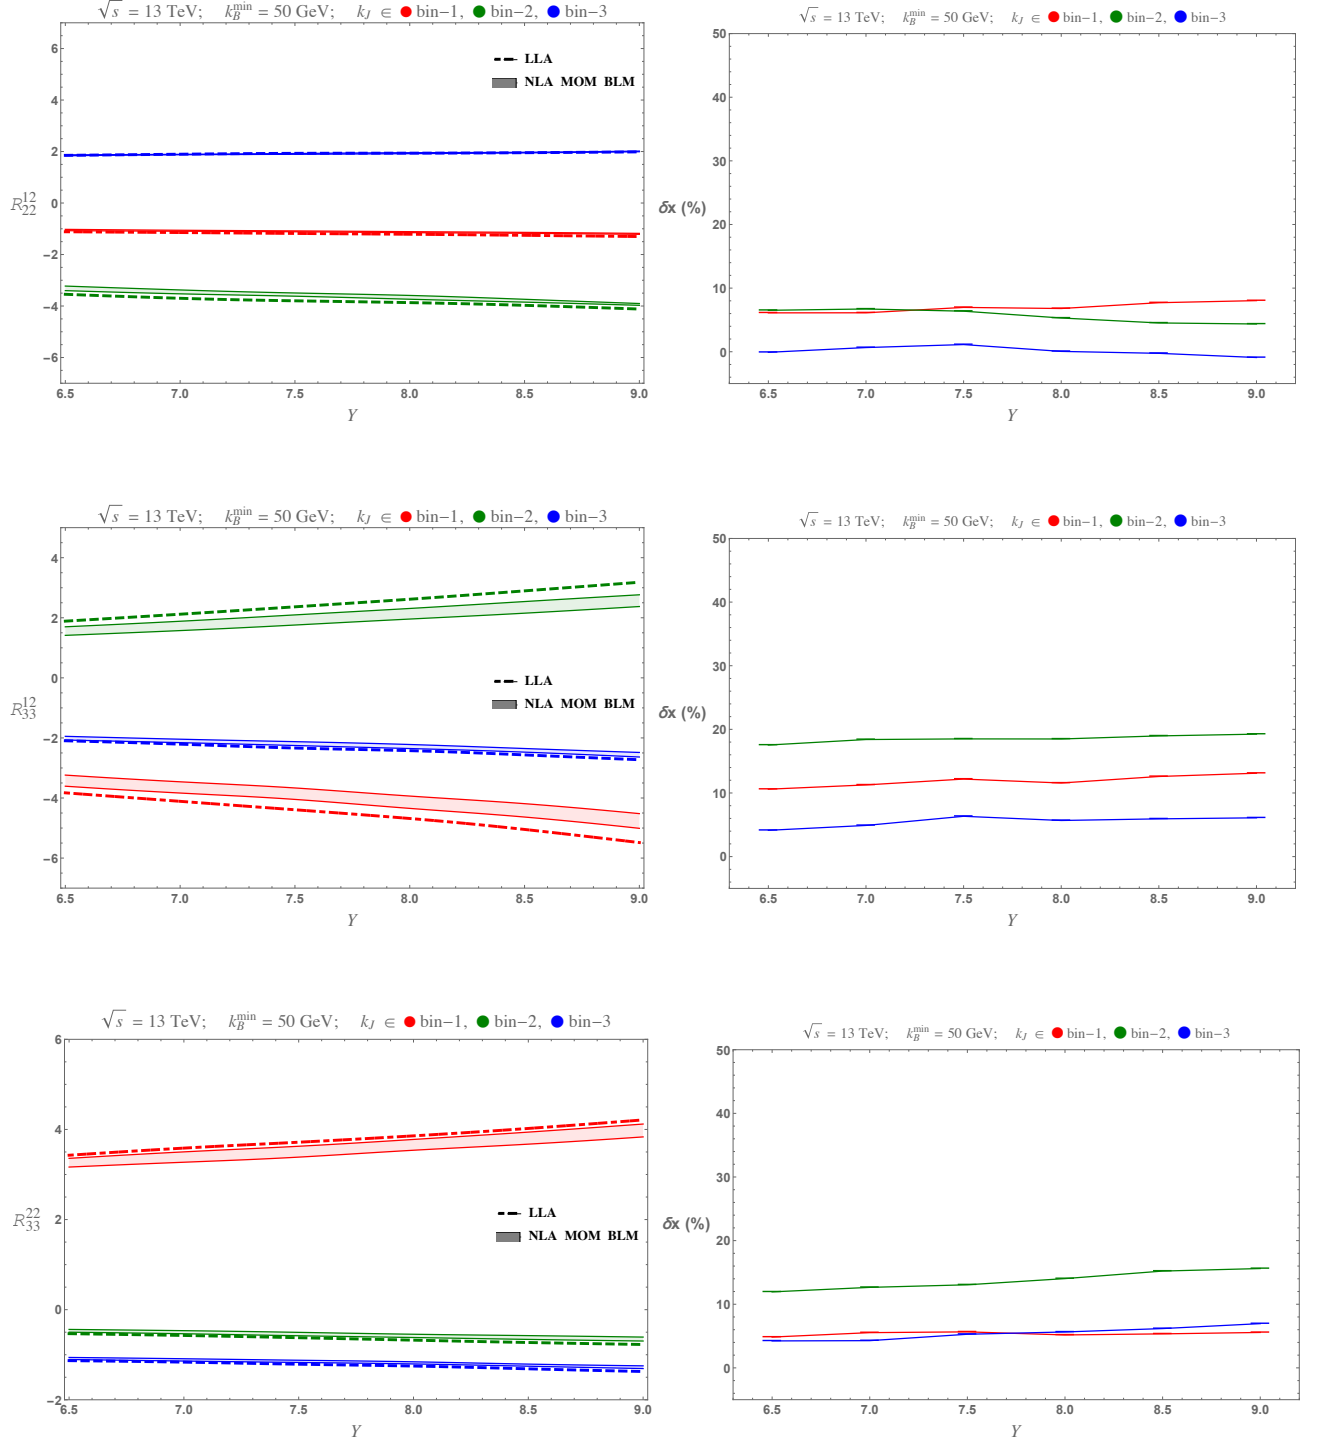 √s = 13 TeV; k_B^min = 50 GeV; k_J ∈ ● bin−1, ● bin−2, ● bin−3
6
4
2
0
−2
−4
−6
R_22^12
LLA
NLA MOM BLM
6.5 7.0 7.5 8.0 8.5 9.0
Y
√s = 13 TeV; k_B^min = 50 GeV; k_J ∈ ● bin−1, ● bin−2, ● bin−3
50
40
30
20
10
0
δx (%)
6.5 7.0 7.5 8.0 8.5 9.0
Y
√s = 13 TeV; k_B^min = 50 GeV; k_J ∈ ● bin−1, ● bin−2, ● bin−3
4
2
0
−2
−4
−6
R_33^12
LLA
NLA MOM BLM
6.5 7.0 7.5 8.0 8.5 9.0
Y
√s = 13 TeV; k_B^min = 50 GeV; k_J ∈ ● bin−1, ● bin−2, ● bin−3
50
40
30
20
10
0
δx (%)
6.5 7.0 7.5 8.0 8.5 9.0
Y
√s = 13 TeV; k_B^min = 50 GeV; k_J ∈ ● bin−1, ● bin−2, ● bin−3
6
4
2
0
−2
R_33^22
LLA
NLA MOM BLM
6.5 7.0 7.5 8.0 8.5 9.0
Y
√s = 13 TeV; k_B^min = 50 GeV; k_J ∈ ● bin−1, ● bin−2, ● bin−3
50
40
30
20
10
0
δx (%)
6.5 7.0 7.5 8.0 8.5 9.0
Y